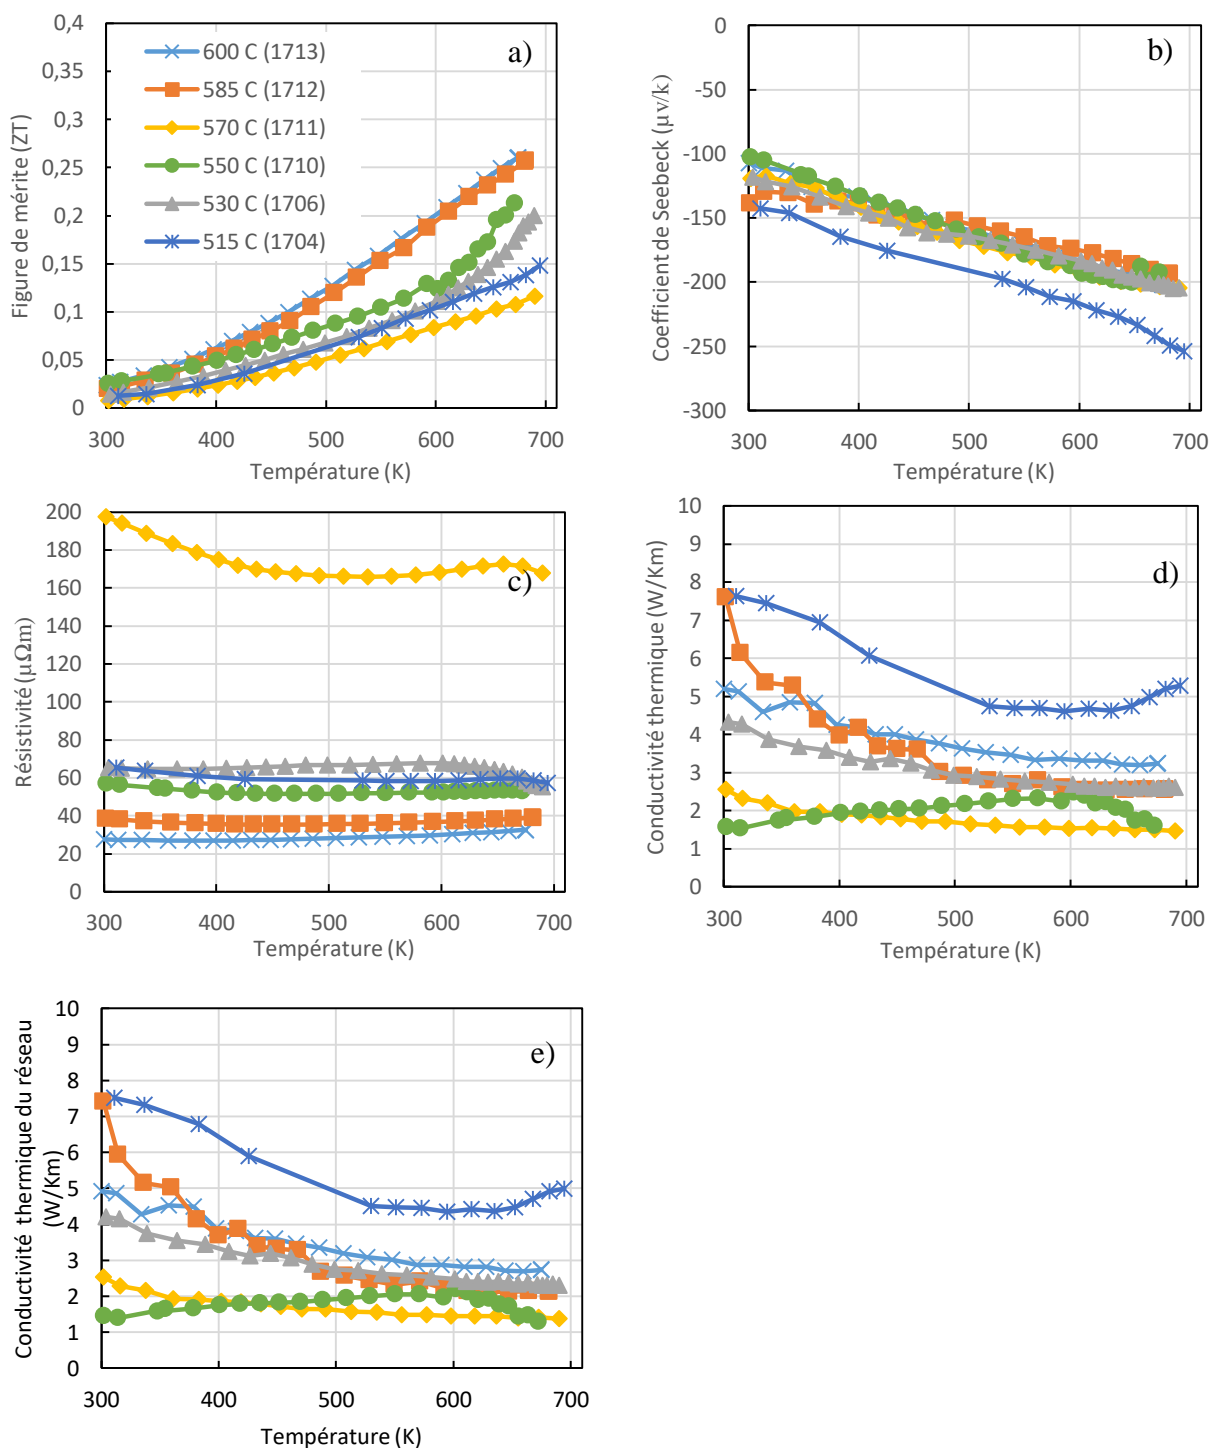 a)
Figure de mérite (ZT)
0,4
0,35
0,3
0,25
0,2
0,15
0,1
0,05
0
600 C (1713)
585 C (1712)
570 C (1711)
550 C (1710)
530 C (1706)
515 C (1704)
300 400 500 600 700
Température (K)
b)
Coefficient de Seebeck (μv/k)
0
-50
-100
-150
-200
-250
-300
300 400 500 600 700
Température (K)
c)
Résistivité (μΩm)
200
180
160
140
120
100
80
60
40
20
0
300 400 500 600 700
Température (K)
d)
Conductivité thermique (W/Km)
10
9
8
7
6
5
4
3
2
1
0
300 400 500 600 700
Température (K)
e)
Conductivité thermique du réseau
(W/Km)
10
9
8
7
6
5
4
3
2
1
0
300 400 500 600 700
Température (K)